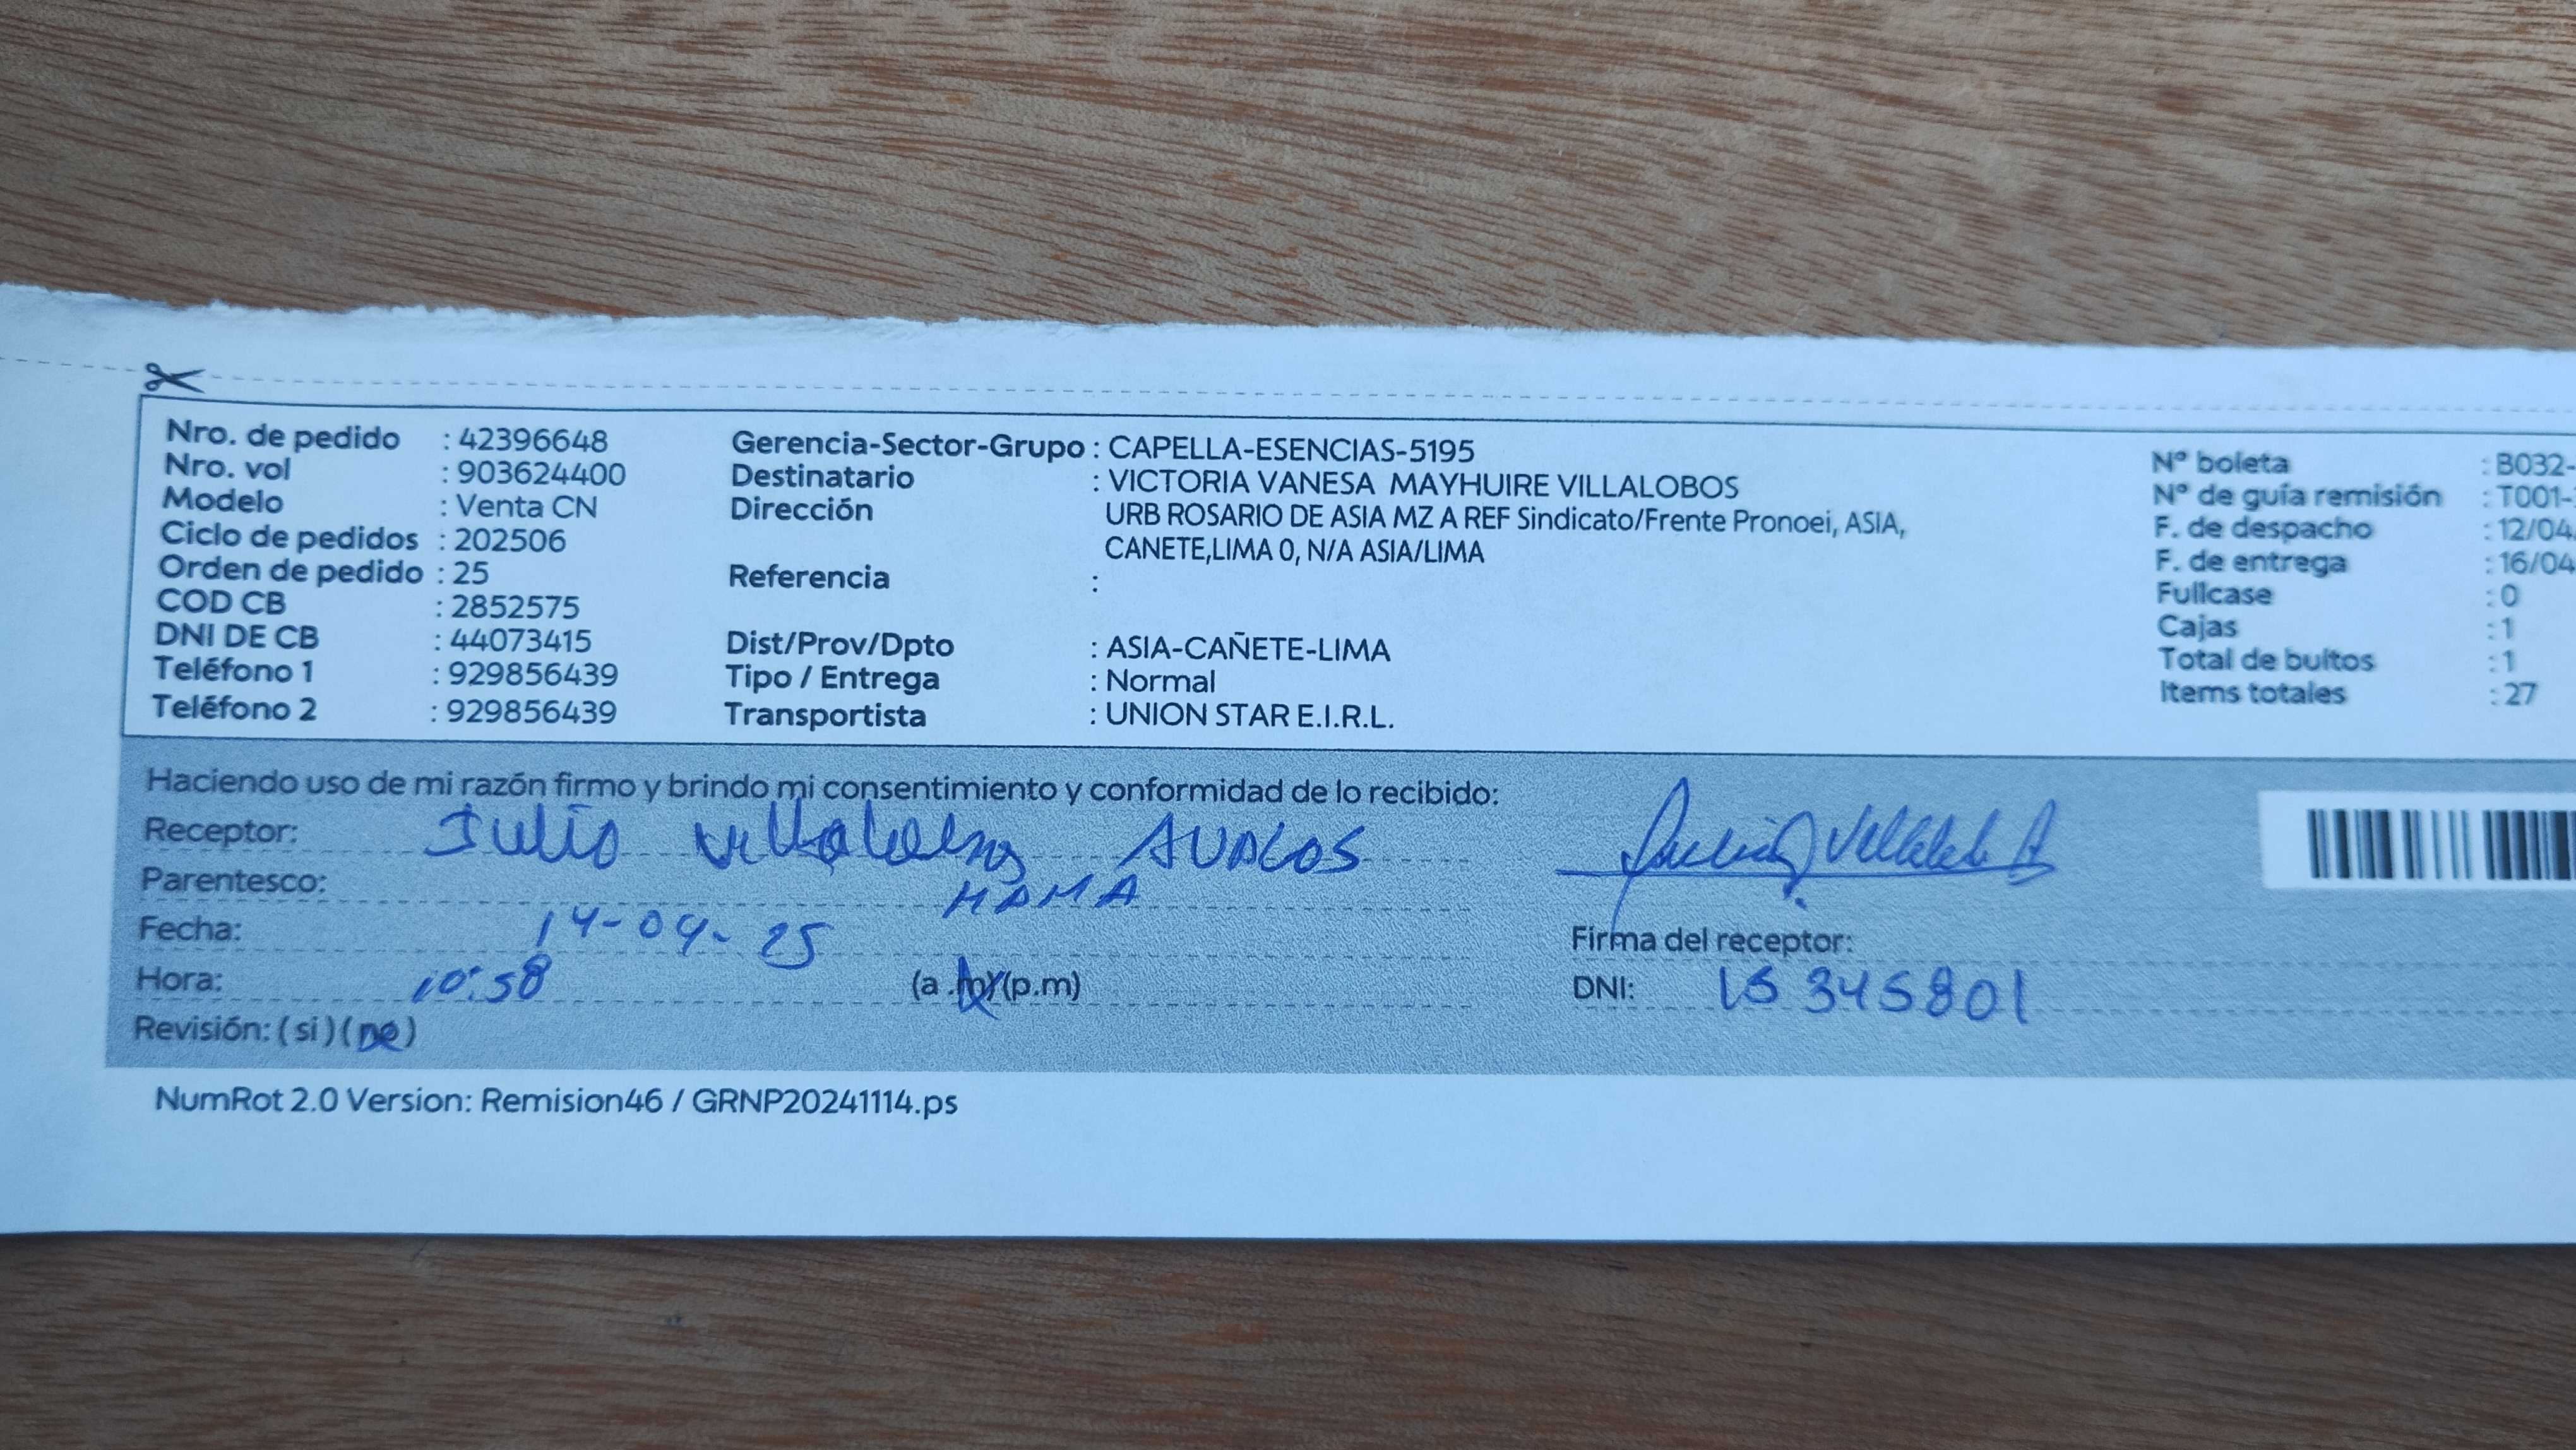 Nro. de pedido : 42396648
Nro. vol : 903624400
Modelo : Venta CN
Ciclo de pedidos : 202506
Orden de pedido : 25
COD CB : 2852575
DNI DE CB : 44073415
Teléfono 1 : 929856439
Teléfono 2 : 929856439
Gerencia-Sector-Grupo : CAPELLA-ESENCIAS-5195
Destinatario : VICTORIA VANESA MAYHUIRE VILLALOBOS
Dirección URB ROSARIO DE ASIA MZ A REF Sindicato/Frente Pronoei, ASIA,
CANETE,LIMA 0, N/A ASIA/LIMA
Referencia :
Dist/Prov/Dpto : ASIA-CAÑETE-LIMA
Tipo / Entrega : Normal
Transportista : UNION STAR E.I.R.L.
Nº boleta : B032-
Nº de guía remisión : T001-
F. de despacho : 12/04
F. de entrega : 16/04
Fullcase : 0
Cajas : 1
Total de bultos : 1
Items totales : 27
Haciendo uso de mi razón firmo y brindo mi consentimiento y conformidad de lo recibido:
Receptor: Julio Villalobos AVALOS
Parentesco: MAMA
Fecha: 14-04-25
Hora: 10:58 (a.m)(p.m)
Revisión: (si)(no)
Firma del receptor:
DNI: 15345801
NumRot 2.0 Version: Remision46 / GRNP20241114.ps